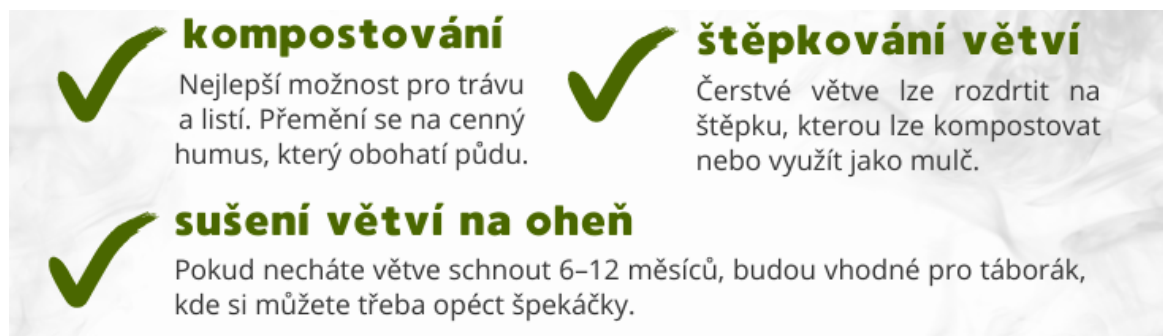 kompostování
Nejlepší možnost pro trávu
a listí. Přemění se na cenný
humus, který obohatí půdu.
štěpkování větví
Čerstvé větve lze rozdrtit na
štěpku, kterou lze kompostovat
nebo využít jako mulč.
sušení větví na oheň
Pokud necháte větve schnout 6–12 měsíců, budou vhodné pro táborák,
kde si můžete třeba opéct špekáčky.